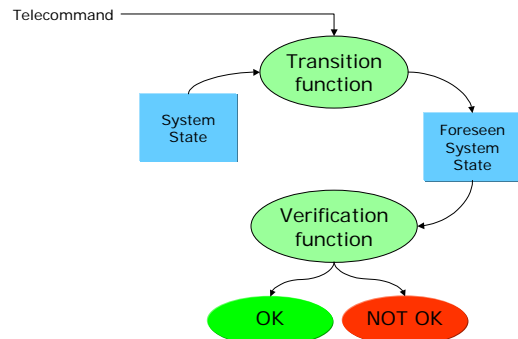 Telecommand
Transition
function
System
State
Foreseen
System
State
Verification
function
OK
NOT OK